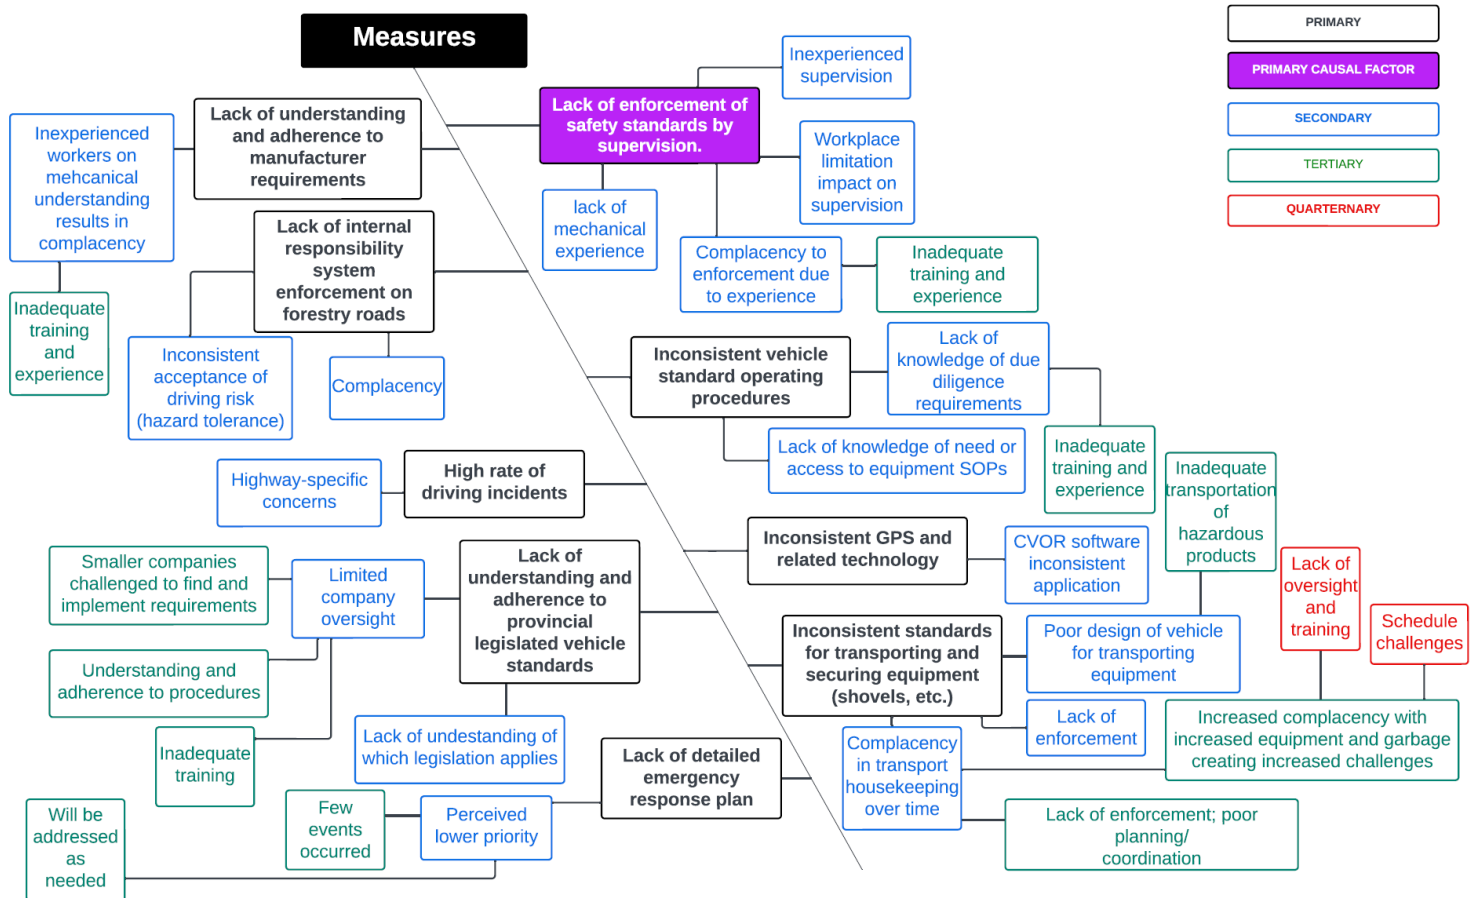 Measures
PRIMARY
PRIMARY CAUSAL FACTOR
SECONDARY
TERTIARY
QUARTERNARY
Inexperienced
supervision
Lack of enforcement of
safety standards by
supervision.
Workplace
limitation
impact on
supervision
lack of
mechanical
experience
Complacency to
enforcement due
to experience
Inadequate
training and
experience
Lack of understanding
and adherence to
manufacturer
requirements
Inexperienced
workers on
mehcanical
understanding
results in
complacency
Inadequate
training
and
experience
Lack of internal
responsibility
system
enforcement on
forestry roads
Inconsistent
acceptance of
driving risk
(hazard tolerance)
Complacency
Inconsistent vehicle
standard operating
procedures
Lack of
knowledge of due
diligence
requirements
Inadequate
training and
experience
Lack of knowledge of need or
access to equipment SOPs
High rate of
driving incidents
Highway-specific
concerns
Inconsistent GPS and
related technology
CVOR software
inconsistent
application
Lack of
understanding and
adherence to
provincial
legislated vehicle
standards
Limited
company
oversight
Smaller companies
challenged to find and
implement requirements
Understanding and
adherence to procedures
Inadequate
training
Lack of undestanding of
which legislation applies
Inconsistent standards
for transporting and
securing equipment
(shovels, etc.)
Poor design of vehicle
for transporting
equipment
Inadequate
transportation
of
hazardous
products
Lack of
enforcement
Complacency
in transport
housekeeping
over time
Increased complacency with
increased equipment and garbage
creating increased challenges
Lack of
oversight
and
training
Schedule
challenges
Lack of enforcement; poor
planning/
coordination
Lack of detailed
emergency
response plan
Perceived
lower priority
Few
events
occurred
Will be
addressed
as
needed